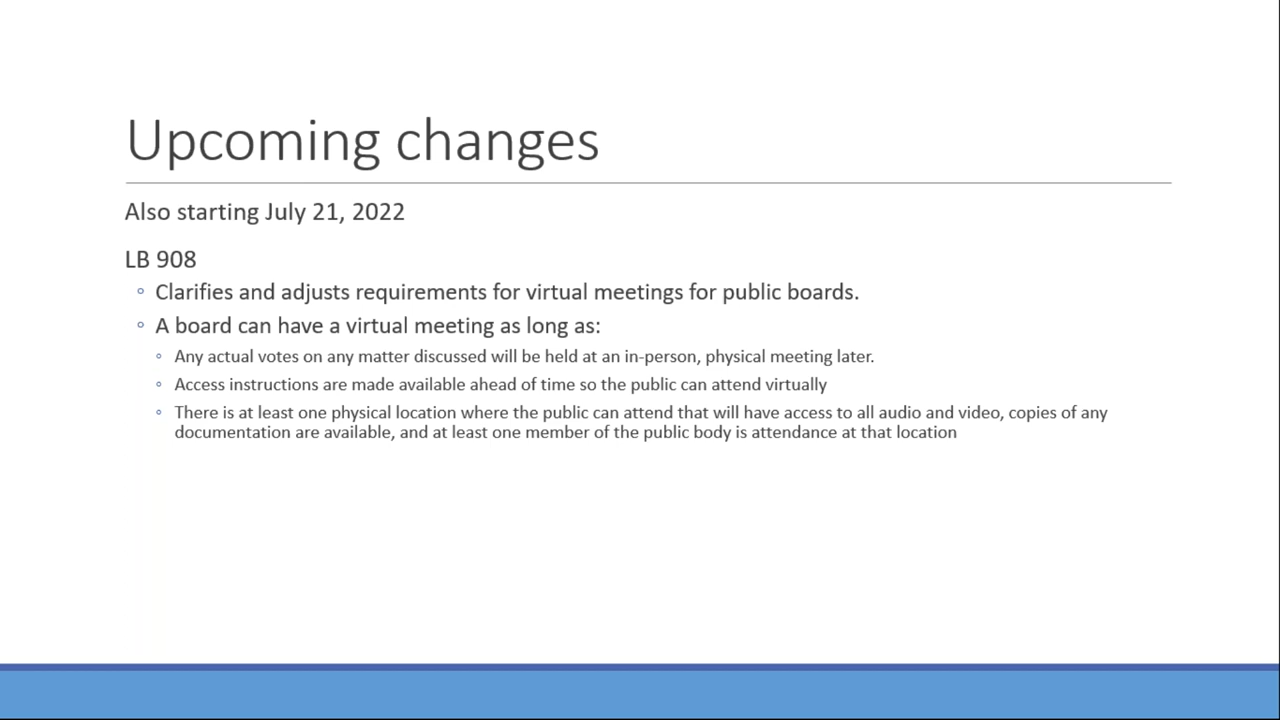 Upcoming changes
Also starting July 21, 2022
LB 908
◦ Clarifies and adjusts requirements for virtual meetings for public boards.
◦ A board can have a virtual meeting as long as:
◦ Any actual votes on any matter discussed will be held at an in-person, physical meeting later.
◦ Access instructions are made available ahead of time so the public can attend virtually
◦ There is at least one physical location where the public can attend that will have access to all audio and video, copies of any
documentation are available, and at least one member of the public body is attendance at that location